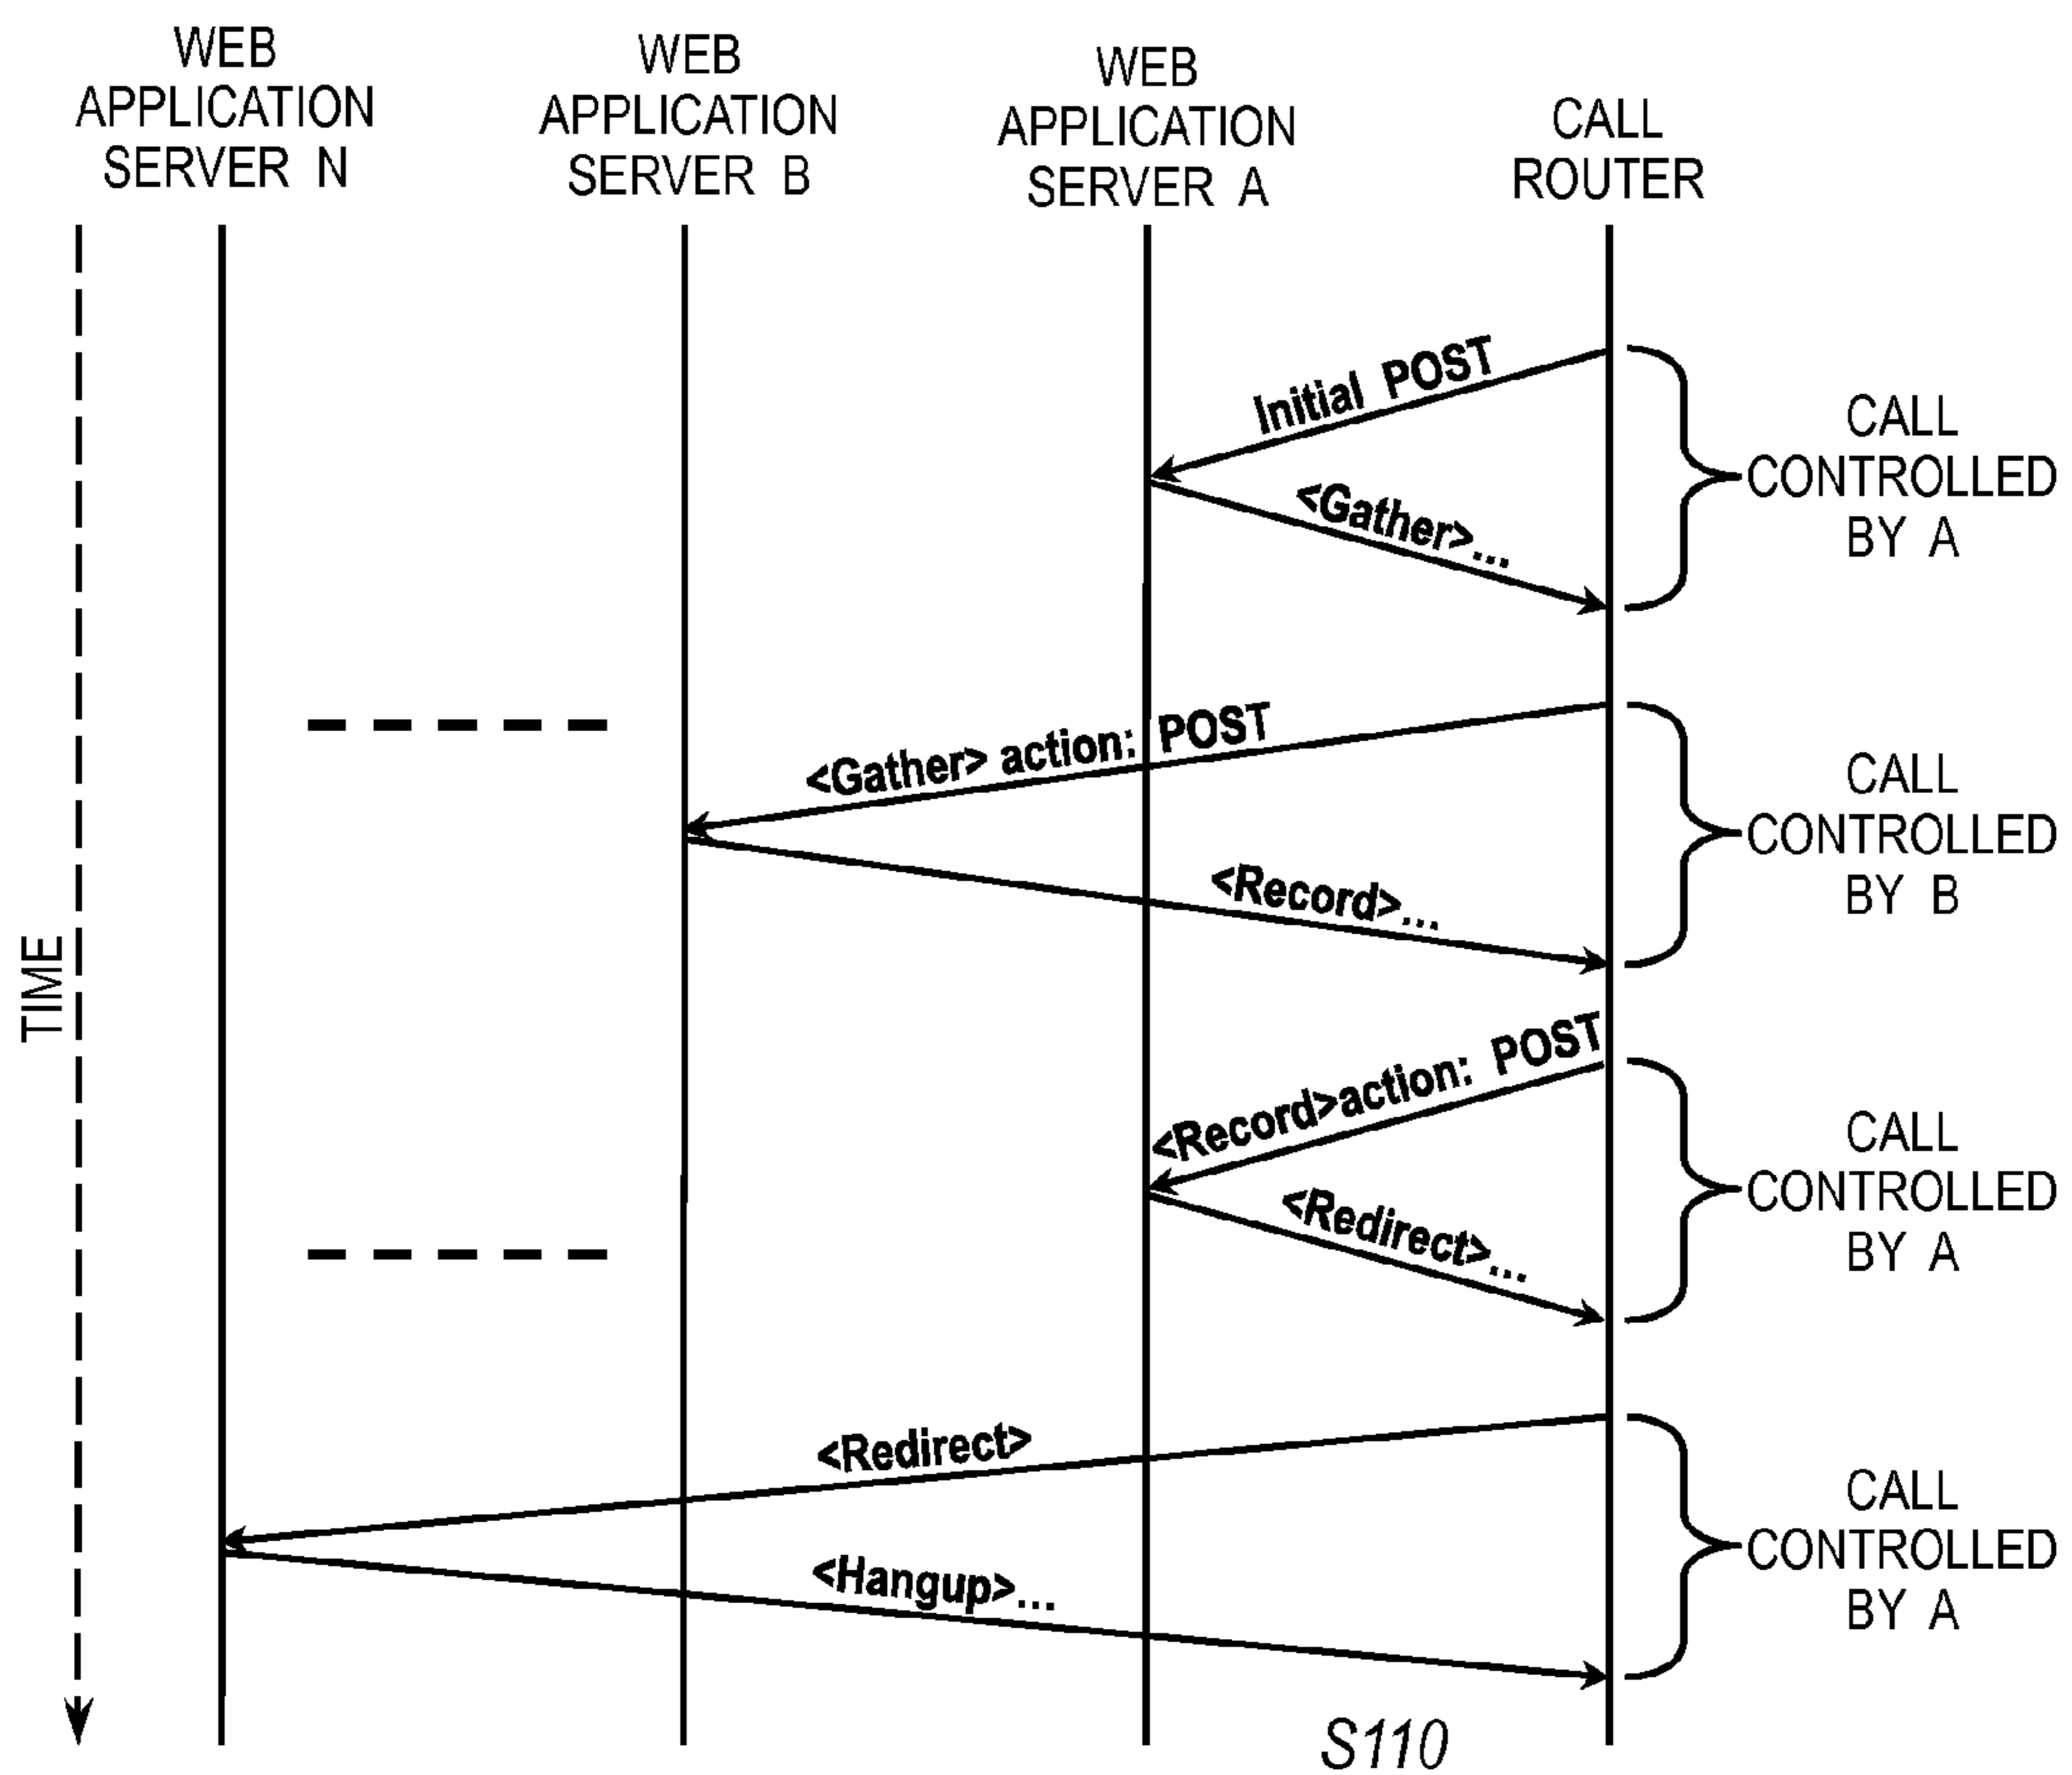 WEB
APPLICATION
SERVER N
WEB
APPLICATION
SERVER B
WEB
APPLICATION
SERVER A
CALL
ROUTER
Initial POST
<Gather>...
CALL
CONTROLLED
BY A
<Gather> action: POST
<Record>...
CALL
CONTROLLED
BY B
TIME
<Record>action: POST
<Redirect>...
CALL
CONTROLLED
BY A
<Redirect>
<Hangup>...
CALL
CONTROLLED
BY A
S110